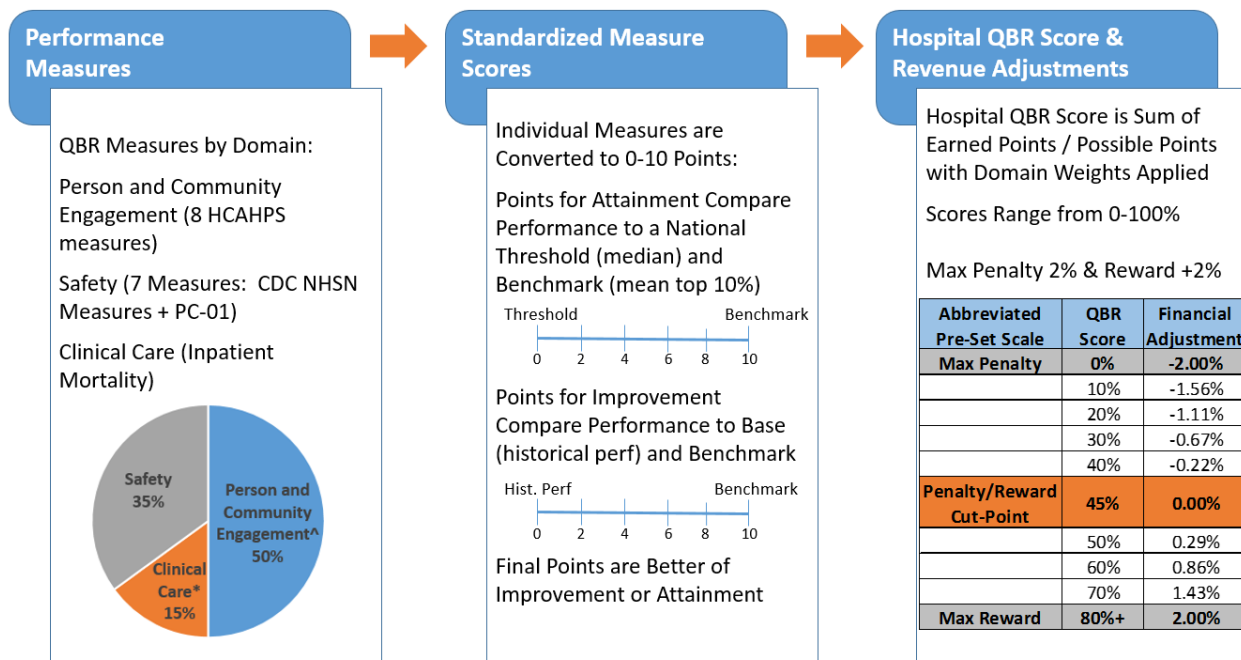 Performance
Measures
QBR Measures by Domain:
Person and Community
Engagement (8 HCAHPS
measures)
Safety (7 Measures: CDC NHSN
Measures + PC-01)
Clinical Care (Inpatient
Mortality)
Safety
35%
Person and
Community
Engagement^
50%
Clinical
Care*
15%
Standardized Measure
Scores
Individual Measures are
Converted to 0-10 Points:
Points for Attainment Compare
Performance to a National
Threshold (median) and
Benchmark (mean top 10%)
Threshold Benchmark
0 2 4 6 8 10
Points for Improvement
Compare Performance to Base
(historical perf) and Benchmark
Hist. Perf Benchmark
0 2 4 6 8 10
Final Points are Better of
Improvement or Attainment
Hospital QBR Score &
Revenue Adjustments
Hospital QBR Score is Sum of
Earned Points / Possible Points
with Domain Weights Applied
Scores Range from 0-100%
Max Penalty 2% & Reward +2%
Abbreviated QBR Financial
Pre-Set Scale Score Adjustment
Max Penalty 0% -2.00%
10% -1.56%
20% -1.11%
30% -0.67%
40% -0.22%
Penalty/Reward
Cut-Point 45% 0.00%
50% 0.29%
60% 0.86%
70% 1.43%
Max Reward 80%+ 2.00%